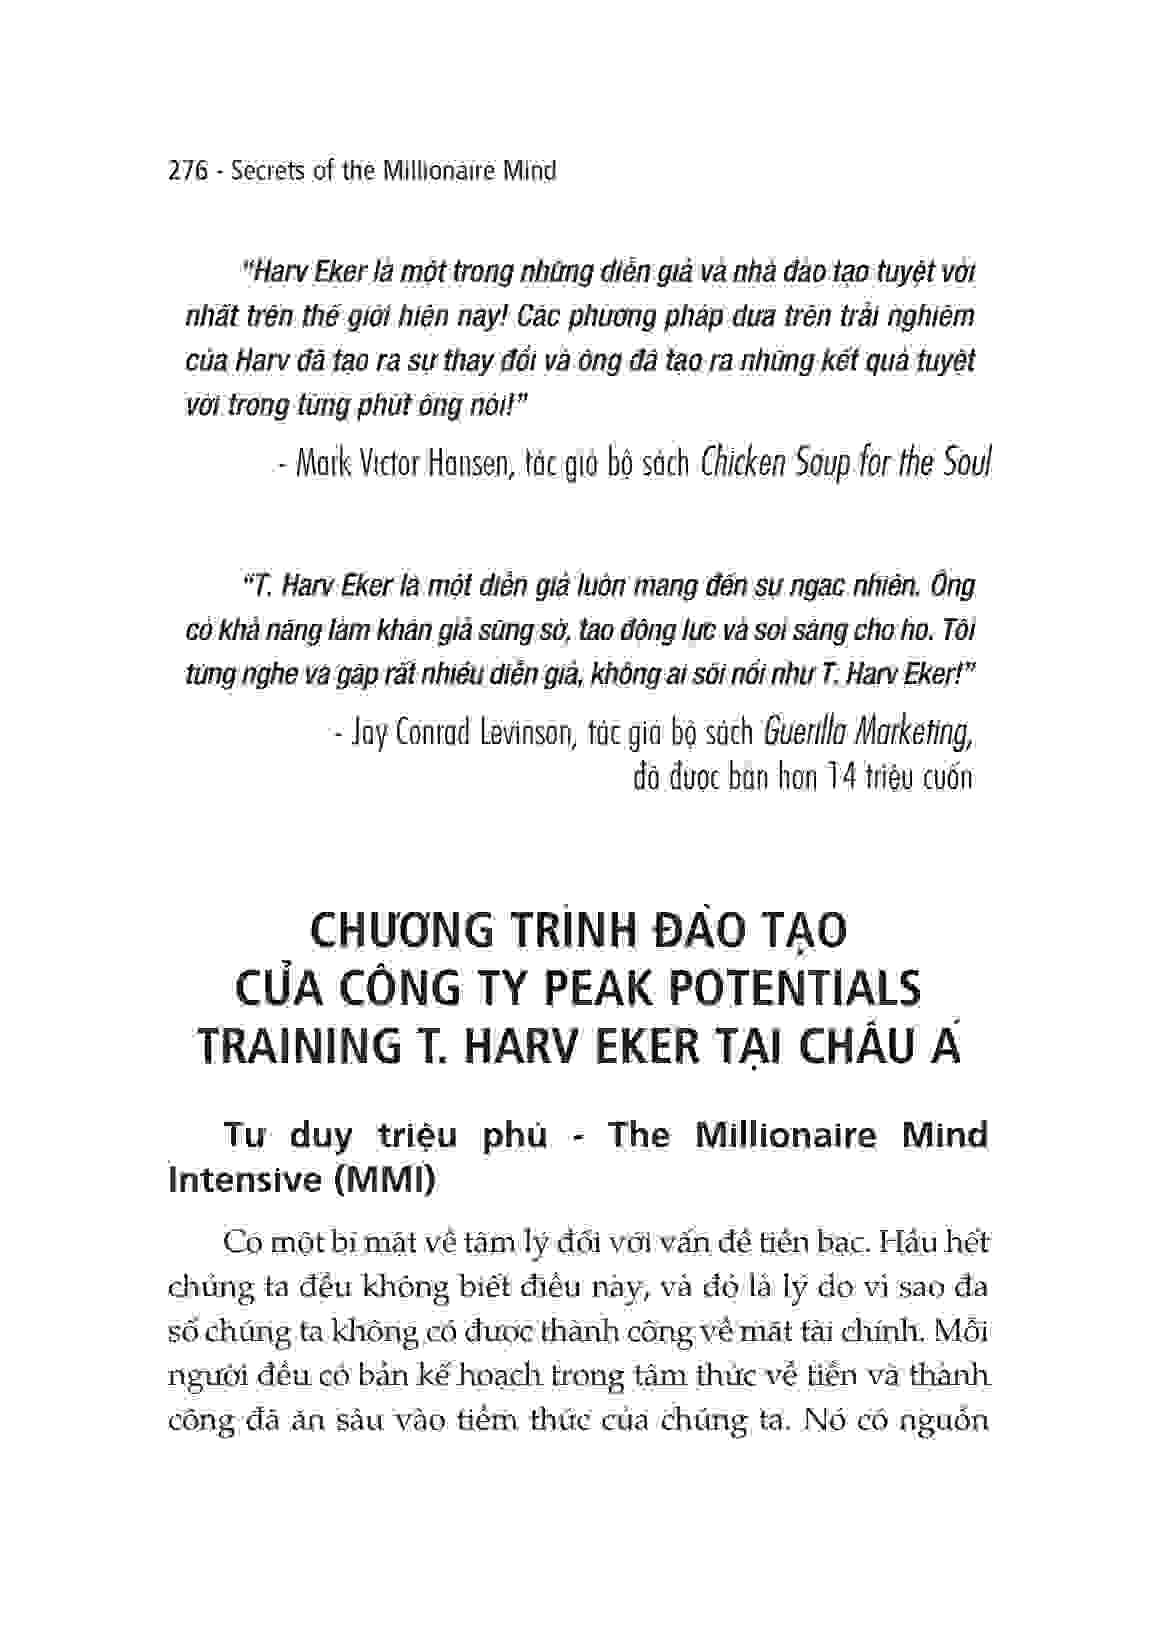 276 - Secrets of the Millionaire Mind
“Harv Eker là một trong những diễn giả và nhà đào tạo tuyệt vời
nhất trên thế giới hiện nay! Các phương pháp dựa trên trải nghiệm
của Harv đã tạo ra sự thay đổi và ông đã tạo ra những kết quả tuyệt
vời trong từng phút ông nói!”
- Mark Victor Hansen, tác giả bộ sách Chicken Soup for the Soul
“T. Harv Eker là một diễn giả luôn mang đến sự ngạc nhiên. Ông
có khả năng làm khán giả sững sờ, tạo động lực và soi sáng cho họ. Tôi
từng nghe và gặp rất nhiều diễn giả, không ai sôi nổi như T. Harv Eker!”
- Jay Conrad Levinson, tác giả bộ sách Guerilla Marketing,
đã được bán hơn 14 triệu cuốn
CHƯƠNG TRÌNH ĐÀO TẠO
CỦA CÔNG TY PEAK POTENTIALS
TRAINING T. HARV EKER TẠI CHÂU Á
Tư duy triệu phú - The Millionaire Mind
Intensive (MMI)
Có một bí mật về tâm lý đối với vấn đề tiền bạc. Hầu hết
chúng ta đều không biết điều này, và đó là lý do vì sao đa
số chúng ta không có được thành công về mặt tài chính. Mỗi
người đều có bản kế hoạch trong tâm thức về tiền và thành
công đã ăn sâu vào tiềm thức của chúng ta. Nó có nguồn